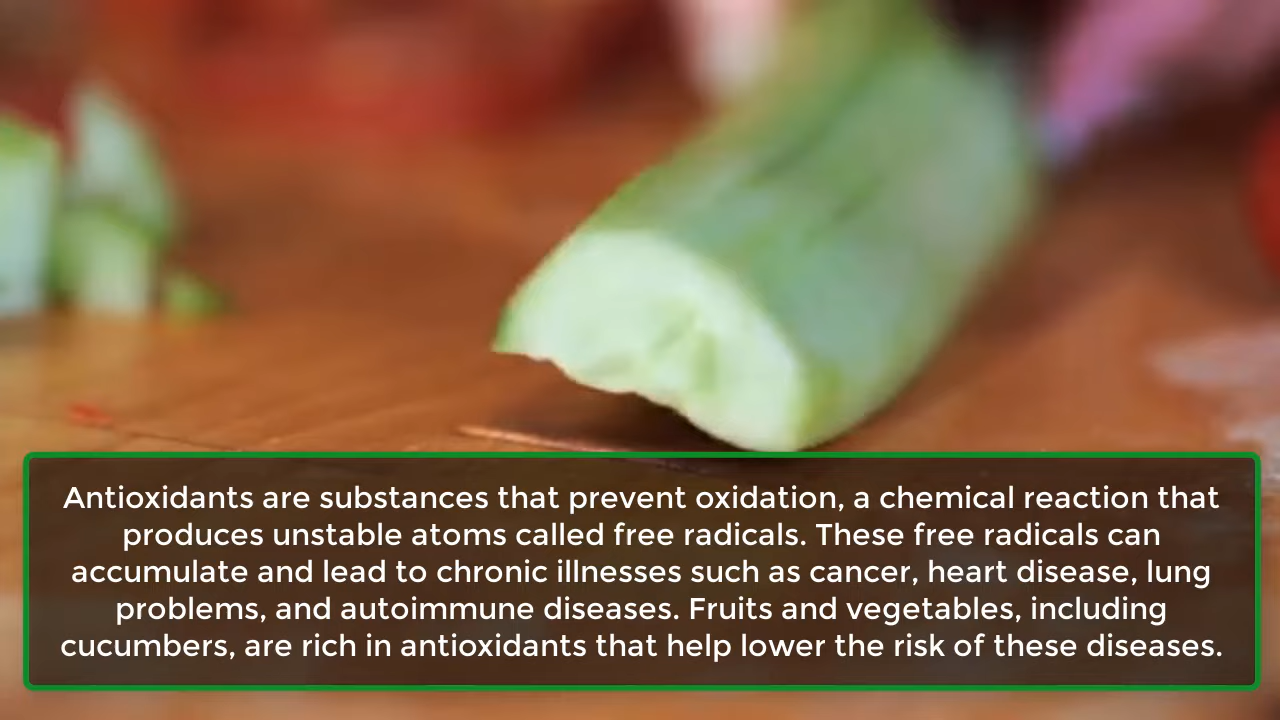 Antioxidants are substances that prevent oxidation, a chemical reaction that
produces unstable atoms called free radicals. These free radicals can
accumulate and lead to chronic illnesses such as cancer, heart disease, lung
problems, and autoimmune diseases. Fruits and vegetables, including
cucumbers, are rich in antioxidants that help lower the risk of these diseases.